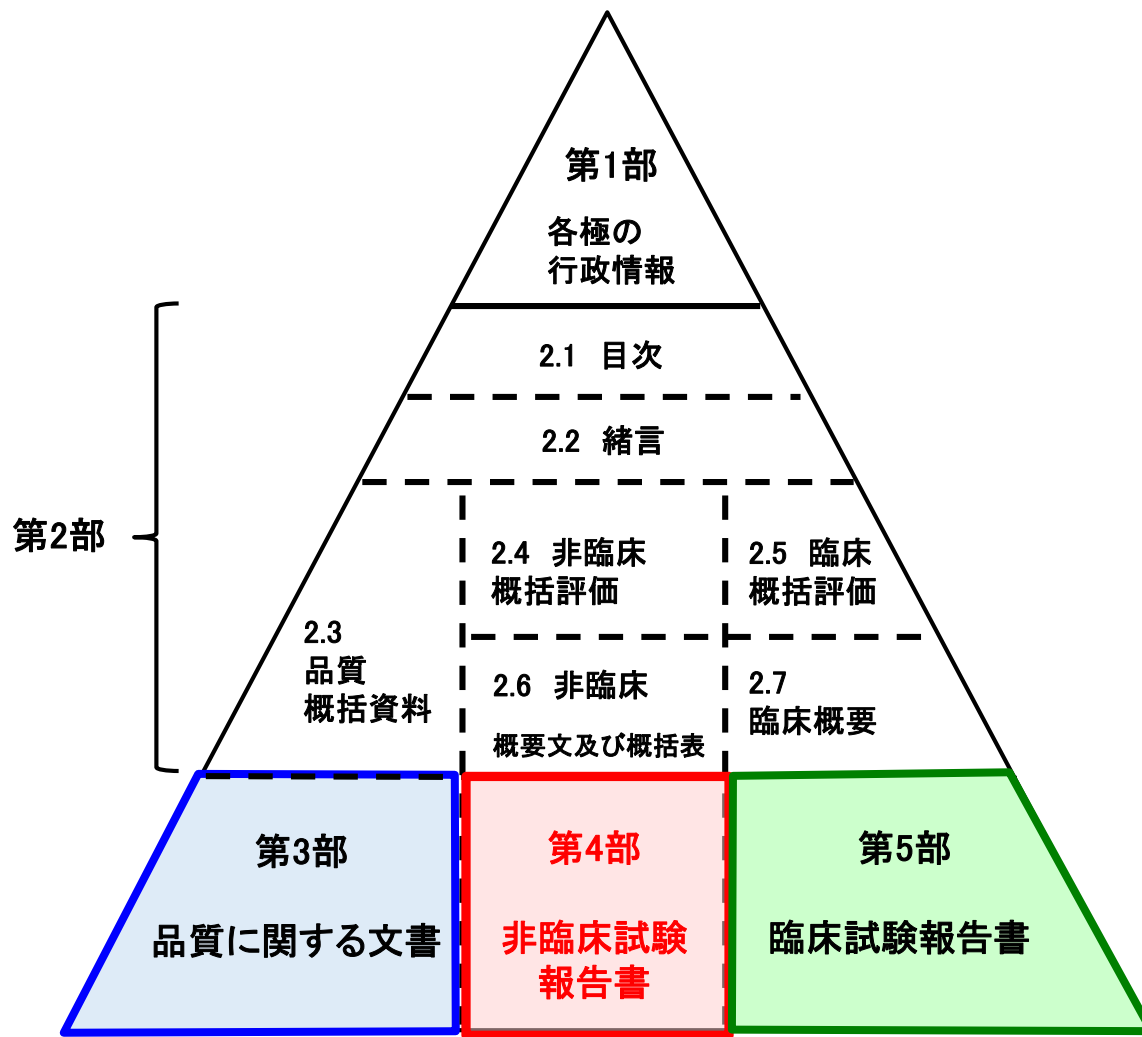 第1部
各極の
行政情報
2.1 目次
2.2 緒言
第2部
2.3
品質
概括資料
2.4 非臨床
概括評価
2.5 臨床
概括評価
2.6 非臨床
概要文及び概括表
2.7
臨床概要
第3部
品質に関する文書
第4部
非臨床試験
報告書
第5部
臨床試験報告書